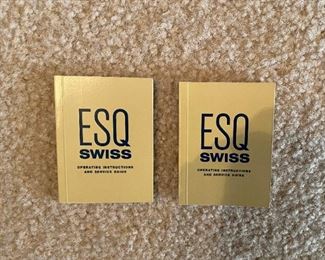 ESQ
SWISS
OPERATING INSTRUCTIONS
AND SERVICE GUIDE
ESQ
SWISS
OPERATING INSTRUCTIONS
AND SERVICE GUIDE